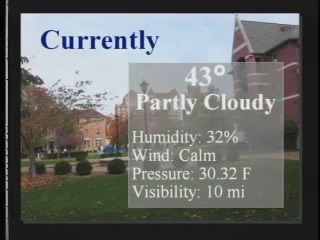 Currently
43°
Partly Cloudy
Humidity: 32%
Wind: Calm
Pressure: 30.32 F
Visibility: 10 mi